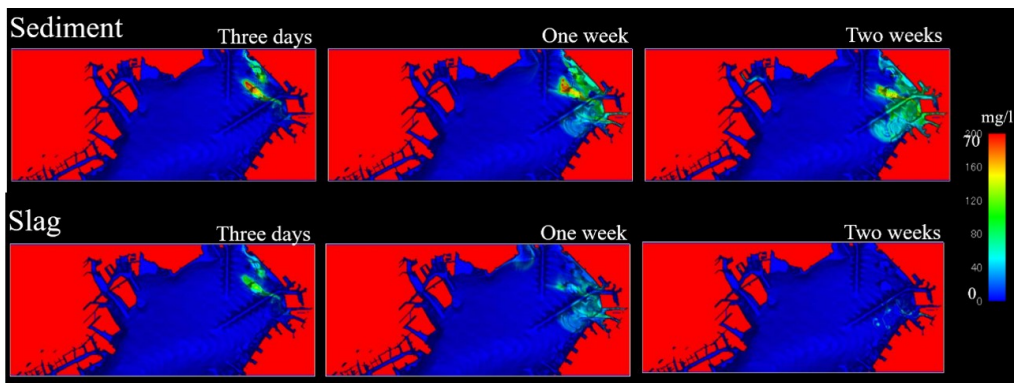 Sediment
Three days
One week
Two weeks
mg/l
200
70
160
120
80
40
0
Slag
Three days
One week
Two weeks